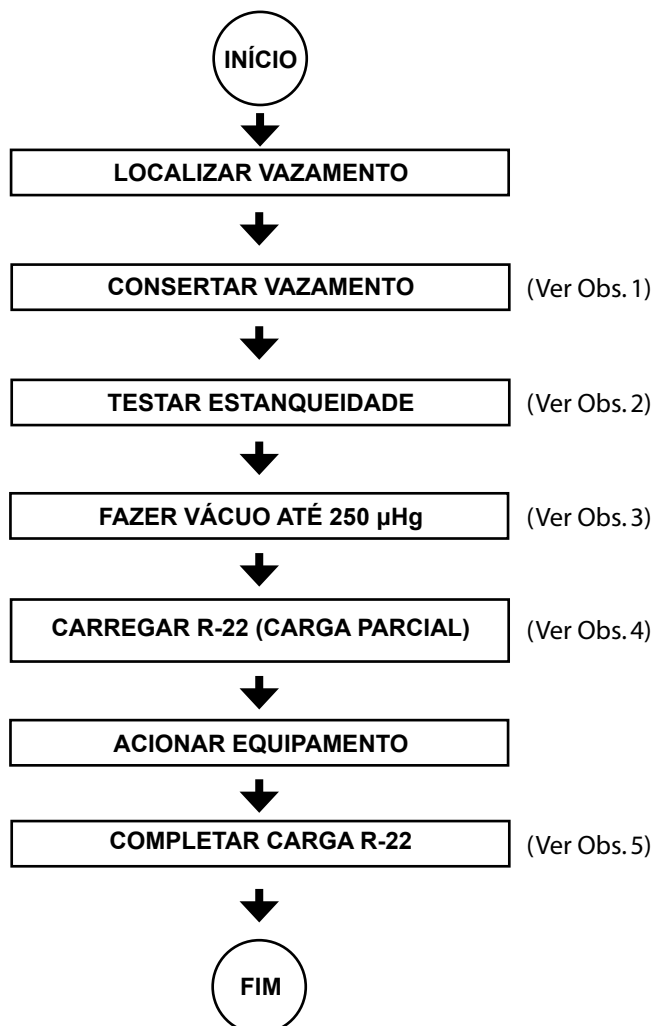 INÍCIO
LOCALIZAR VAZAMENTO
CONSERTAR VAZAMENTO (Ver Obs. 1)
TESTAR ESTANQUEIDADE (Ver Obs. 2)
FAZER VÁCUO ATÉ 250 µHg (Ver Obs. 3)
CARREGAR R-22 (CARGA PARCIAL) (Ver Obs. 4)
ACIONAR EQUIPAMENTO
COMPLETAR CARGA R-22 (Ver Obs. 5)
FIM